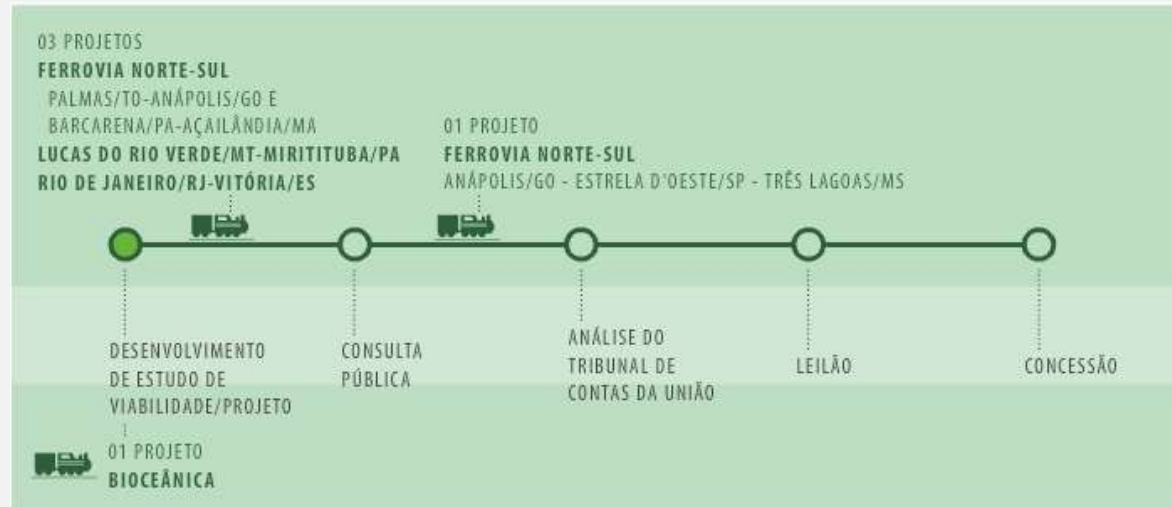 03 PROJETOS
FERROVIA NORTE-SUL
PALMAS/TO-ANÁPOLIS/GO E
BARCARENA/PA-AÇAILÂNDIA/MA
LUCAS DO RIO VERDE/MT-MIRITITUBA/PA
RIO DE JANEIRO/RJ-VITÓRIA/ES
01 PROJETO
FERROVIA NORTE-SUL
ANÁPOLIS/GO - ESTRELA D'OESTE/SP - TRÊS LAGOAS/MS
DESENVOLVIMENTO
DE ESTUDO DE
VIABILIDADE/PROJETO
CONSULTA
PÚBLICA
ANÁLISE DO
TRIBUNAL DE
CONTAS DA UNIÃO
LEILÃO
CONCESSÃO
01 PROJETO
BIOCEÂNICA